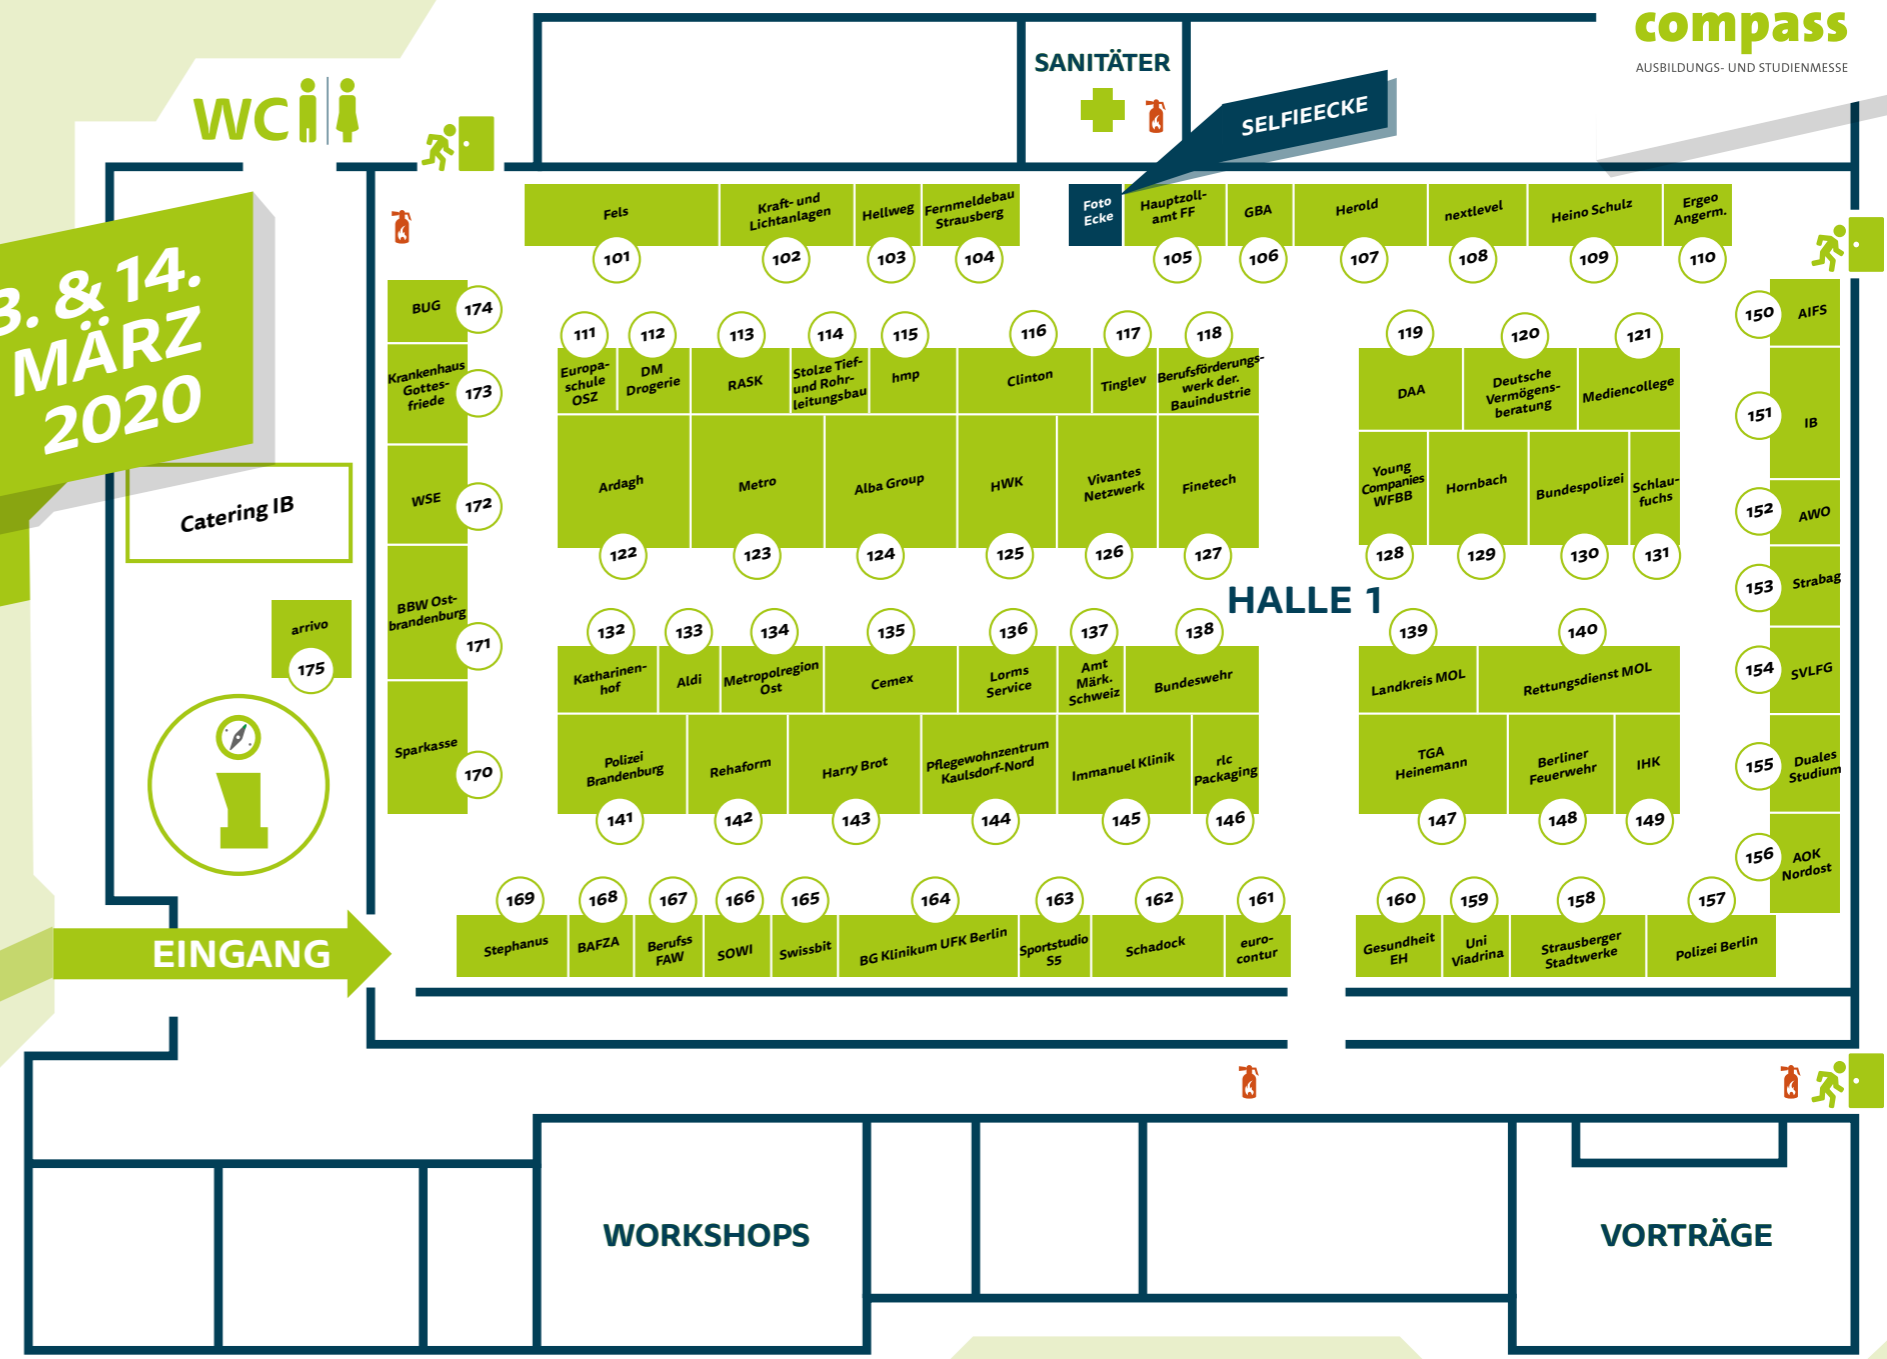 compass
AUSBILDUNGS- UND STUDIENMESSE
SANITÄTER
SELFIEECKE
WC
3. & 14.
MÄRZ
2020
Fels
101
Kraft- und
Lichtanlagen
102
Hellweg
103
Fernmeldebau
Strausberg
104
Foto
Ecke
Hauptzoll-
amt FF
105
GBA
106
Herold
107
nextlevel
108
Heino Schulz
109
Ergeo
Angerm.
110
BUG
174
Krankenhaus
Gottes-
friede
173
WSE
172
BBW Ost-
brandenburg
171
Sparkasse
170
Catering IB
arrivo
175
111
Europa-
schule
OSZ
112
DM
Drogerie
113
RASK
114
Stolze Tief-
und Rohr-
leitungsbau
115
hmp
116
Clinton
117
Tinglev
118
Berufsförderungs-
werk der.
Bauindustrie
119
DAA
120
Deutsche
Vermögens-
beratung
121
Mediencollege
Ardagh
122
Metro
123
Alba Group
124
HWK
125
Vivantes
Netzwerk
126
Finetech
127
Young
Companies
WFBB
128
Hornbach
129
Bundespolizei
130
Schlau-
fuchs
131
HALLE 1
132
Katharinen-
hof
133
Aldi
134
Metropolregion
Ost
135
Cemex
136
Lorms
Service
137
Amt
Märk.
Schweiz
138
Bundeswehr
139
Landkreis MOL
140
Rettungsdienst MOL
Polizei
Brandenburg
141
Rehaform
142
Harry Brot
143
Pflegewohnzentrum
Kaulsdorf-Nord
144
Immanuel Klinik
145
rlc
Packaging
146
TGA
Heinemann
147
Berliner
Feuerwehr
148
IHK
149
150
AIFS
151
IB
152
AWO
153
Strabag
154
SVLFG
155
Duales
Studium
156
AOK
Nordost
169
Stephanus
168
BAFZA
167
Berufss
FAW
166
SOWI
165
Swissbit
164
BG Klinikum UFK Berlin
163
Sportstudio
S5
162
Schadock
161
euro-
contur
160
Gesundheit
EH
159
Uni
Viadrina
158
Strausberger
Stadtwerke
157
Polizei Berlin
EINGANG
WORKSHOPS
VORTRÄGE